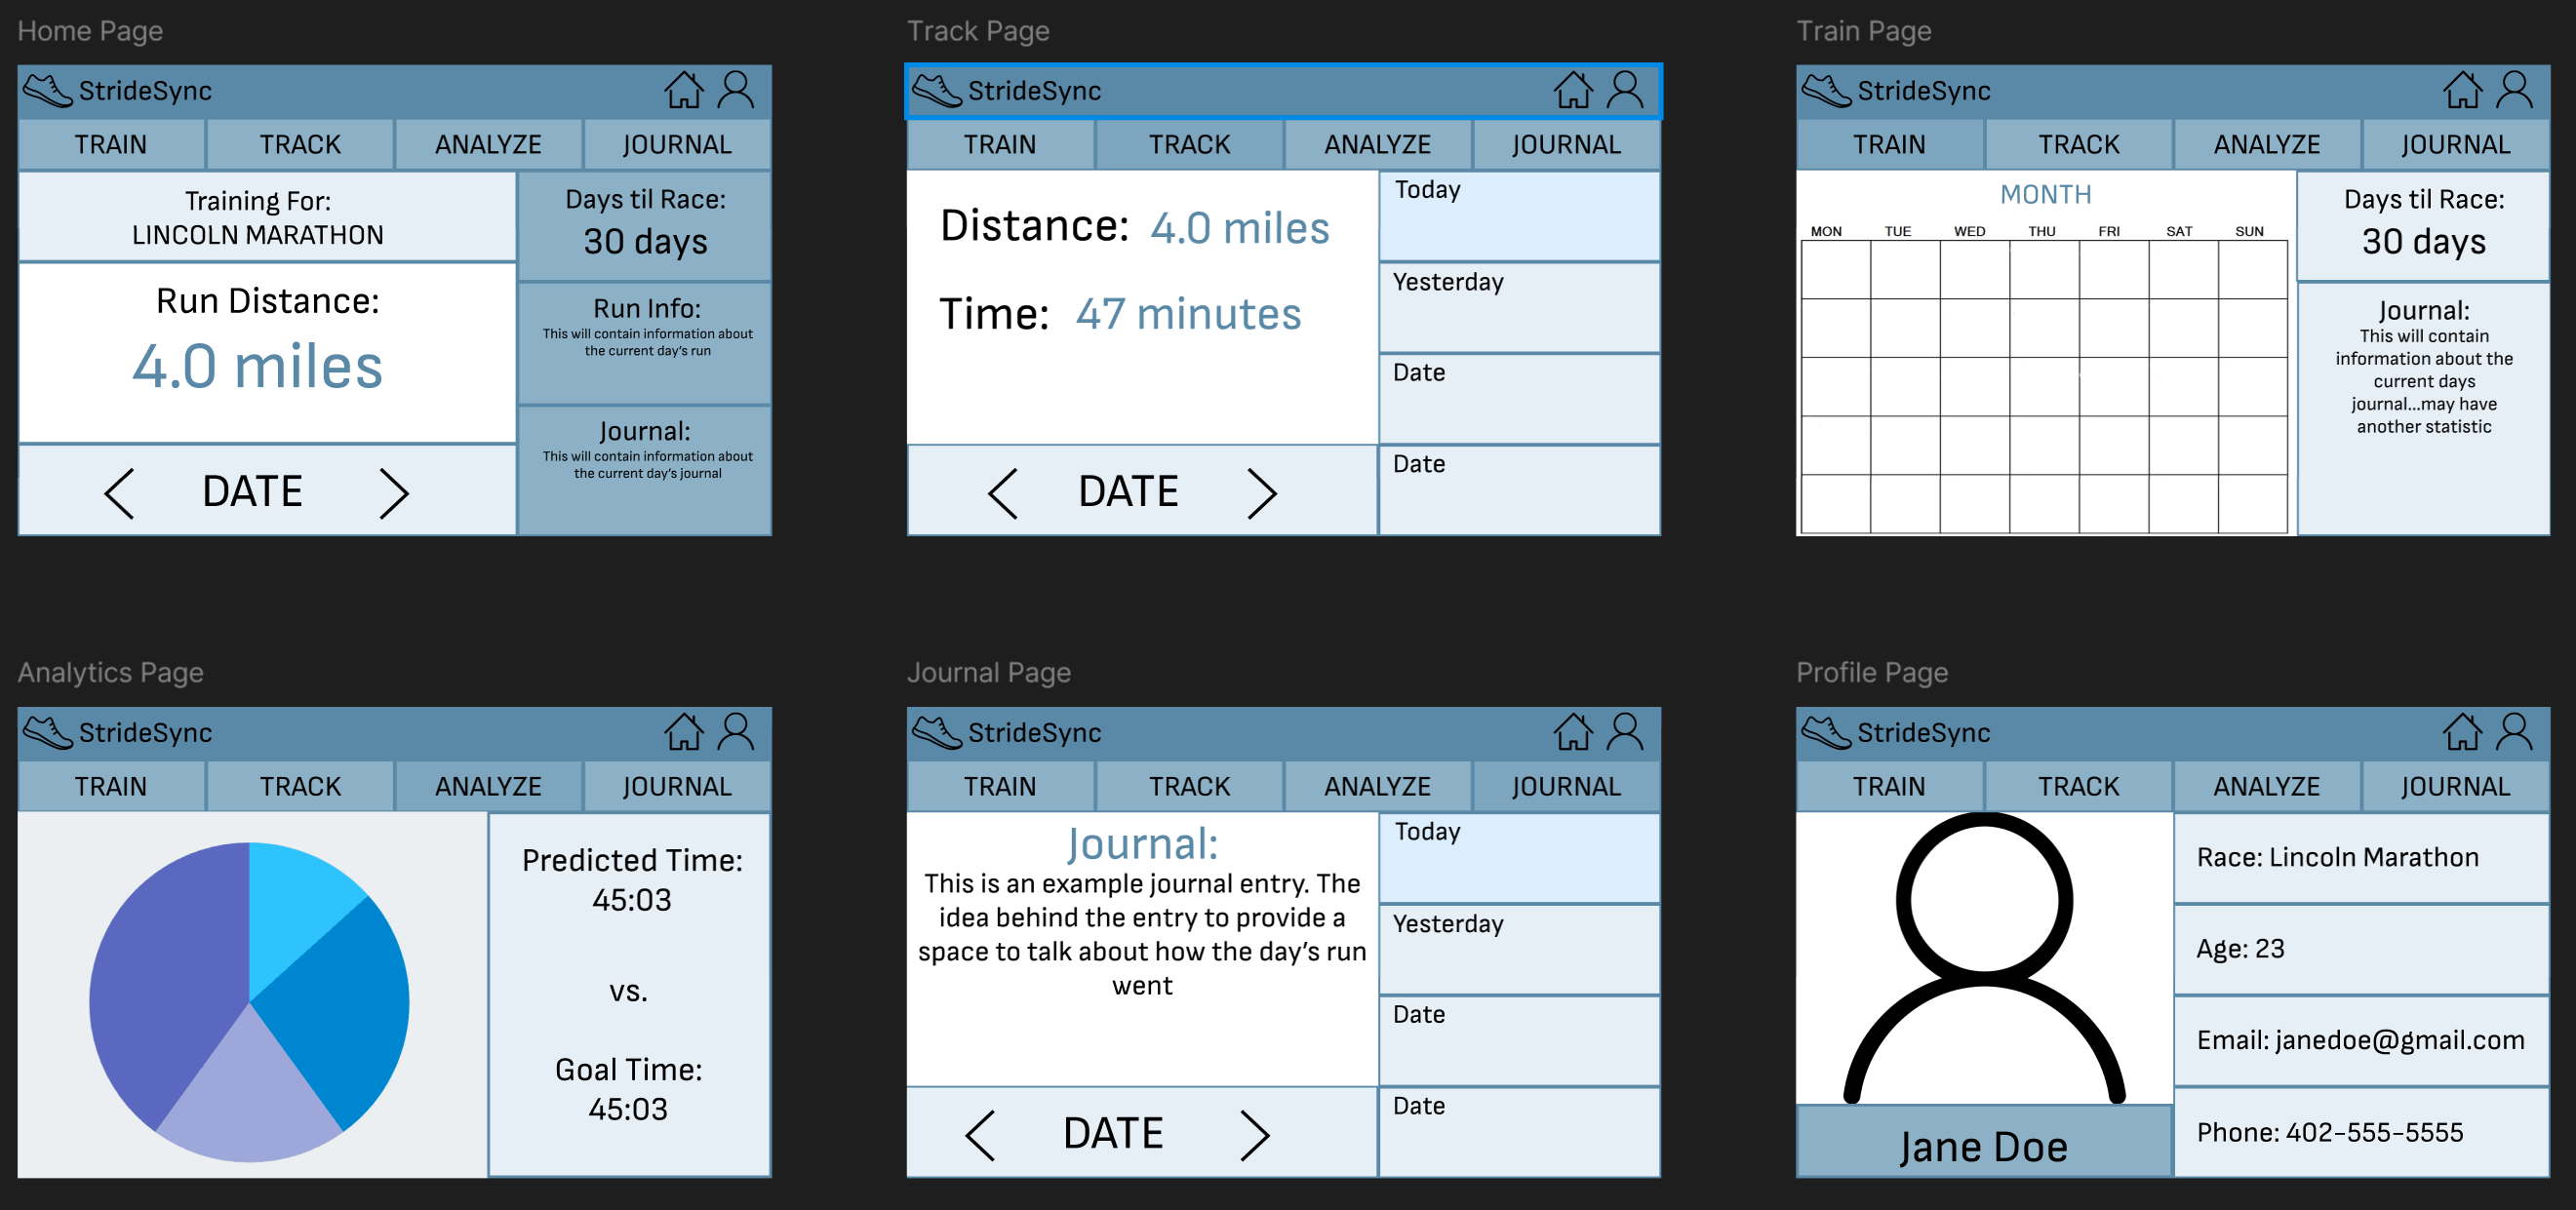 Home Page
StrideSync
TRAIN TRACK ANALYZE JOURNAL
Training For:
LINCOLN MARATHON
Run Distance:
4.0 miles
DATE
Days til Race:
30 days
Run Info:
This will contain information about
the current day's run
Journal:
This will contain information about
the current day's journal
Track Page
StrideSync
TRAIN TRACK ANALYZE JOURNAL
Distance: 4.0 miles
Time: 47 minutes
DATE
Today
Yesterday
Date
Date
Train Page
StrideSync
TRAIN TRACK ANALYZE JOURNAL
MONTH
MON TUE WED THU FRI SAT SUN
Days til Race:
30 days
Journal:
This will contain
information about the
current days
journal...may have
another statistic
Analytics Page
StrideSync
TRAIN TRACK ANALYZE JOURNAL
Predicted Time:
45:03
vs.
Goal Time:
45:03
Journal Page
StrideSync
TRAIN TRACK ANALYZE JOURNAL
Journal:
This is an example journal entry. The
idea behind the entry to provide a
space to talk about how the day's run
went
DATE
Today
Yesterday
Date
Date
Profile Page
StrideSync
TRAIN TRACK ANALYZE JOURNAL
Jane Doe
Race: Lincoln Marathon
Age: 23
Email: janedoe@gmail.com
Phone: 402-555-5555